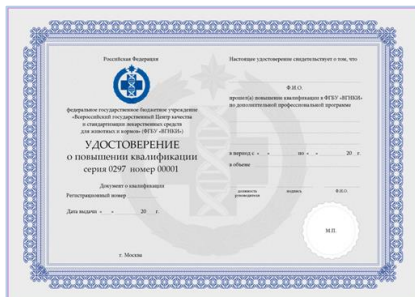 Российская Федерация
федеральное государственное бюджетное учреждение
«Всероссийский государственный Центр качества
и стандартизации лекарственных средств
для животных и кормов» (ФГБУ «ВГНКИ»)
УДОСТОВЕРЕНИЕ
о повышении квалификации
серия 0297 номер 00001
Документ о квалификации
Регистрационный номер
Дата выдачи « » 20 г.
г. Москва
Настоящее удостоверение свидетельствует о том, что
Ф.И.О.
прошел(а) повышение квалификации в ФГБУ «ВГНКИ»
по дополнительной профессиональной программе
в период с « » по « » 20 г.
в объеме
должность подпись Ф.И.О.
руководителя
М.П.